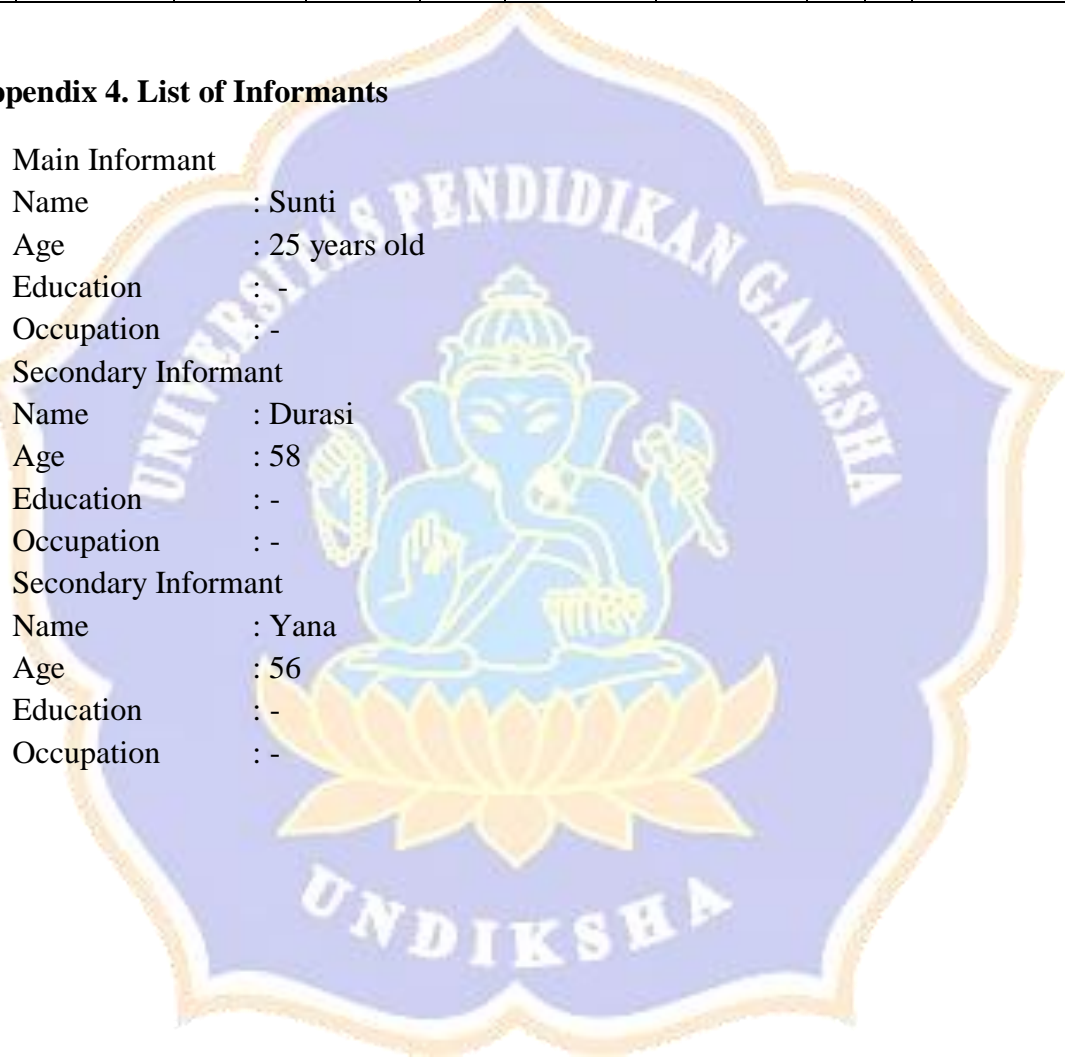 ppendix 4. List of Informants
Main Informant
Name : Sunti
Age : 25 years old
Education : -
Occupation : -
Secondary Informant
Name : Durasi
Age : 58
Education : -
Occupation : -
Secondary Informant
Name : Yana
Age : 56
Education : -
Occupation : -
UNIVERSITAS PENDIDIKAN GANESHA
UNDIKSHA